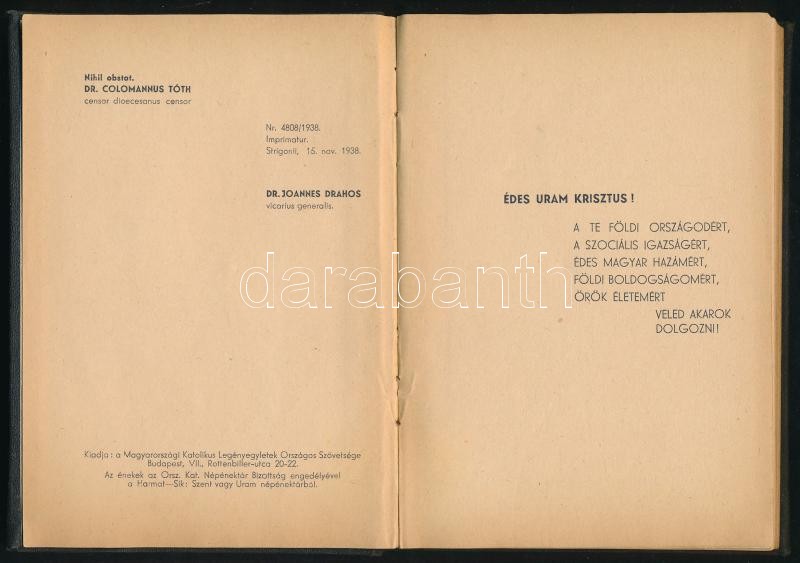 Nihil obstat.
DR. COLOMANNUS TÓTH
censor dioecesanus censor
Nr. 4808/1938.
Imprimatur.
Strigonii, 15. nov. 1938.
DR. JOANNES DRAHOS
vicarius generalis.
Kiadja: a Magyarországi Katolikus Legényegyletek Országos Szövetsége
Budapest, VII., Rottenbiller-utca 20-22.
Az énekek az Orsz. Kat. Népénektár Bizottság engedélyével
a Harmat—Sik: Szent vagy Uram népénektárból.
ÉDES URAM KRISZTUS!
A TE FÖLDI ORSZÁGODÉRT,
A SZOCIÁLIS IGAZSÁGÉRT,
ÉDES MAGYAR HAZÁMÉRT,
FÖLDI BOLDOGSÁGOMÉRT,
ÖRÖK ÉLETEMÉRT
VELED AKAROK
DOLGOZNI!
darabanth